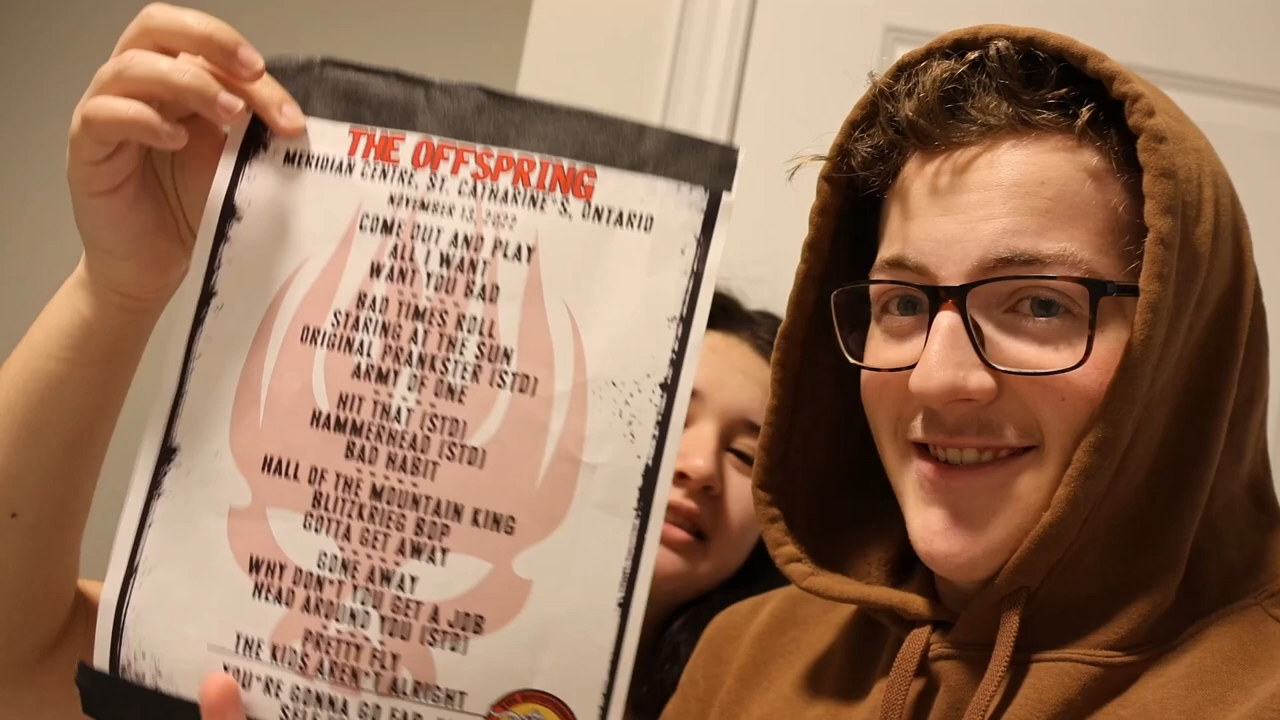 THE OFFSPRING
MERIDIAN CENTRE, ST. CATHARINE"S, ONTARIO
NOVEMBER 13, 2022
COME OUT AND PLAY
ALL I WANT
WANT YOU BAD
BAD TIMES ROLL
STARING AT THE SUN
ORIGINAL PRANKSTER (STD)
ARMY OF ONE
HIT THAT (STD)
HAMMERHEAD (STD)
BAD HABIT
HALL OF THE MOUNTAIN KING
BLITZKRIEG BOP
GOTTA GET AWAY
GONE AWAY
WHY DON"T YOU GET A JOB
HEAD AROUND YOU (STD)
PRETTY FLY
THE KIDS AREN"T ALRIGHT
YOU"RE GONNA GO FAR